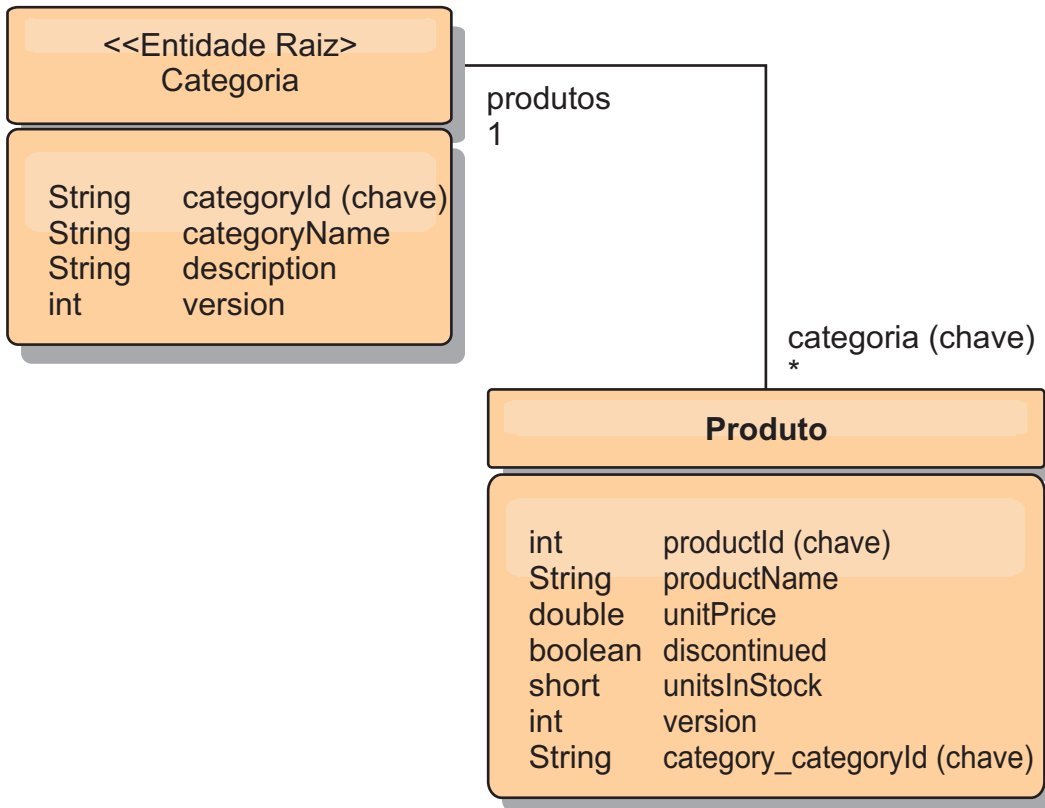 <<Entidade Raiz>
Categoria
String categoryId (chave)
String categoryName
String description
int version
produtos
1
categoria (chave)
*
Produto
int productId (chave)
String productName
double unitPrice
boolean discontinued
short unitsInStock
int version
String category_categoryId (chave)